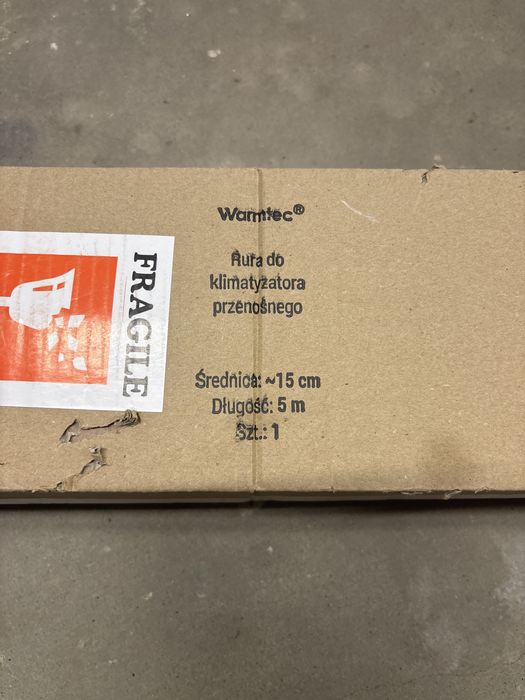 Warmtec®
Rura do
klimatyzatora
przenośnego
Średnica: ~15 cm
Długość: 5 m
Szt.: 1
FRAGILE